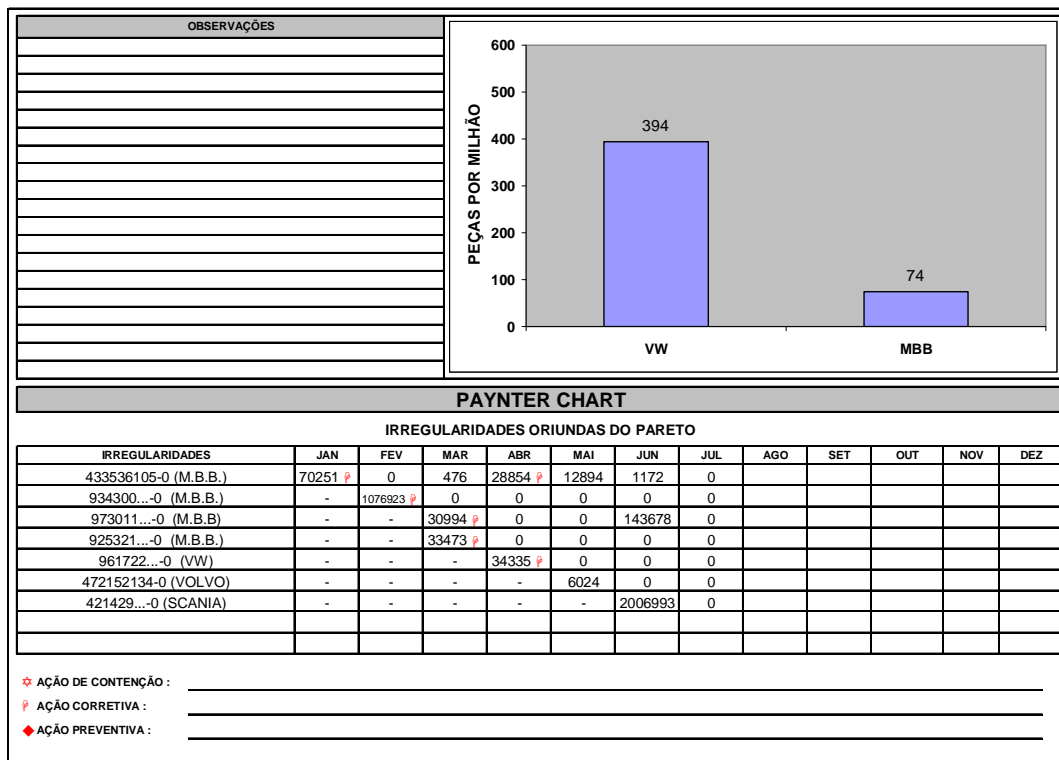 OBSERVAÇÕES
600
500
400
300
200
100
0
PEÇAS POR MILHÃO
394
74
VW MBB
PAYNTER CHART
IRREGULARIDADES ORIUNDAS DO PARETO
IRREGULARIDADES JAN FEV MAR ABR MAI JUN JUL AGO SET OUT NOV DEZ
433536105-0 (M.B.B.) 70251 0 476 28854 12894 1172 0
934300...-0 (M.B.B.) - 1076923 0 0 0 0 0
973011...-0 (M.B.B) - - 30994 0 0 143678 0
925321...-0 (M.B.B.) - - 33473 0 0 0 0
961722...-0 (VW) - - - 34335 0 0 0
472152134-0 (VOLVO) - - - - 6024 0 0
421429...-0 (SCANIA) - - - - - 2006993 0
AÇÃO DE CONTENÇÃO :
AÇÃO CORRETIVA :
AÇÃO PREVENTIVA :